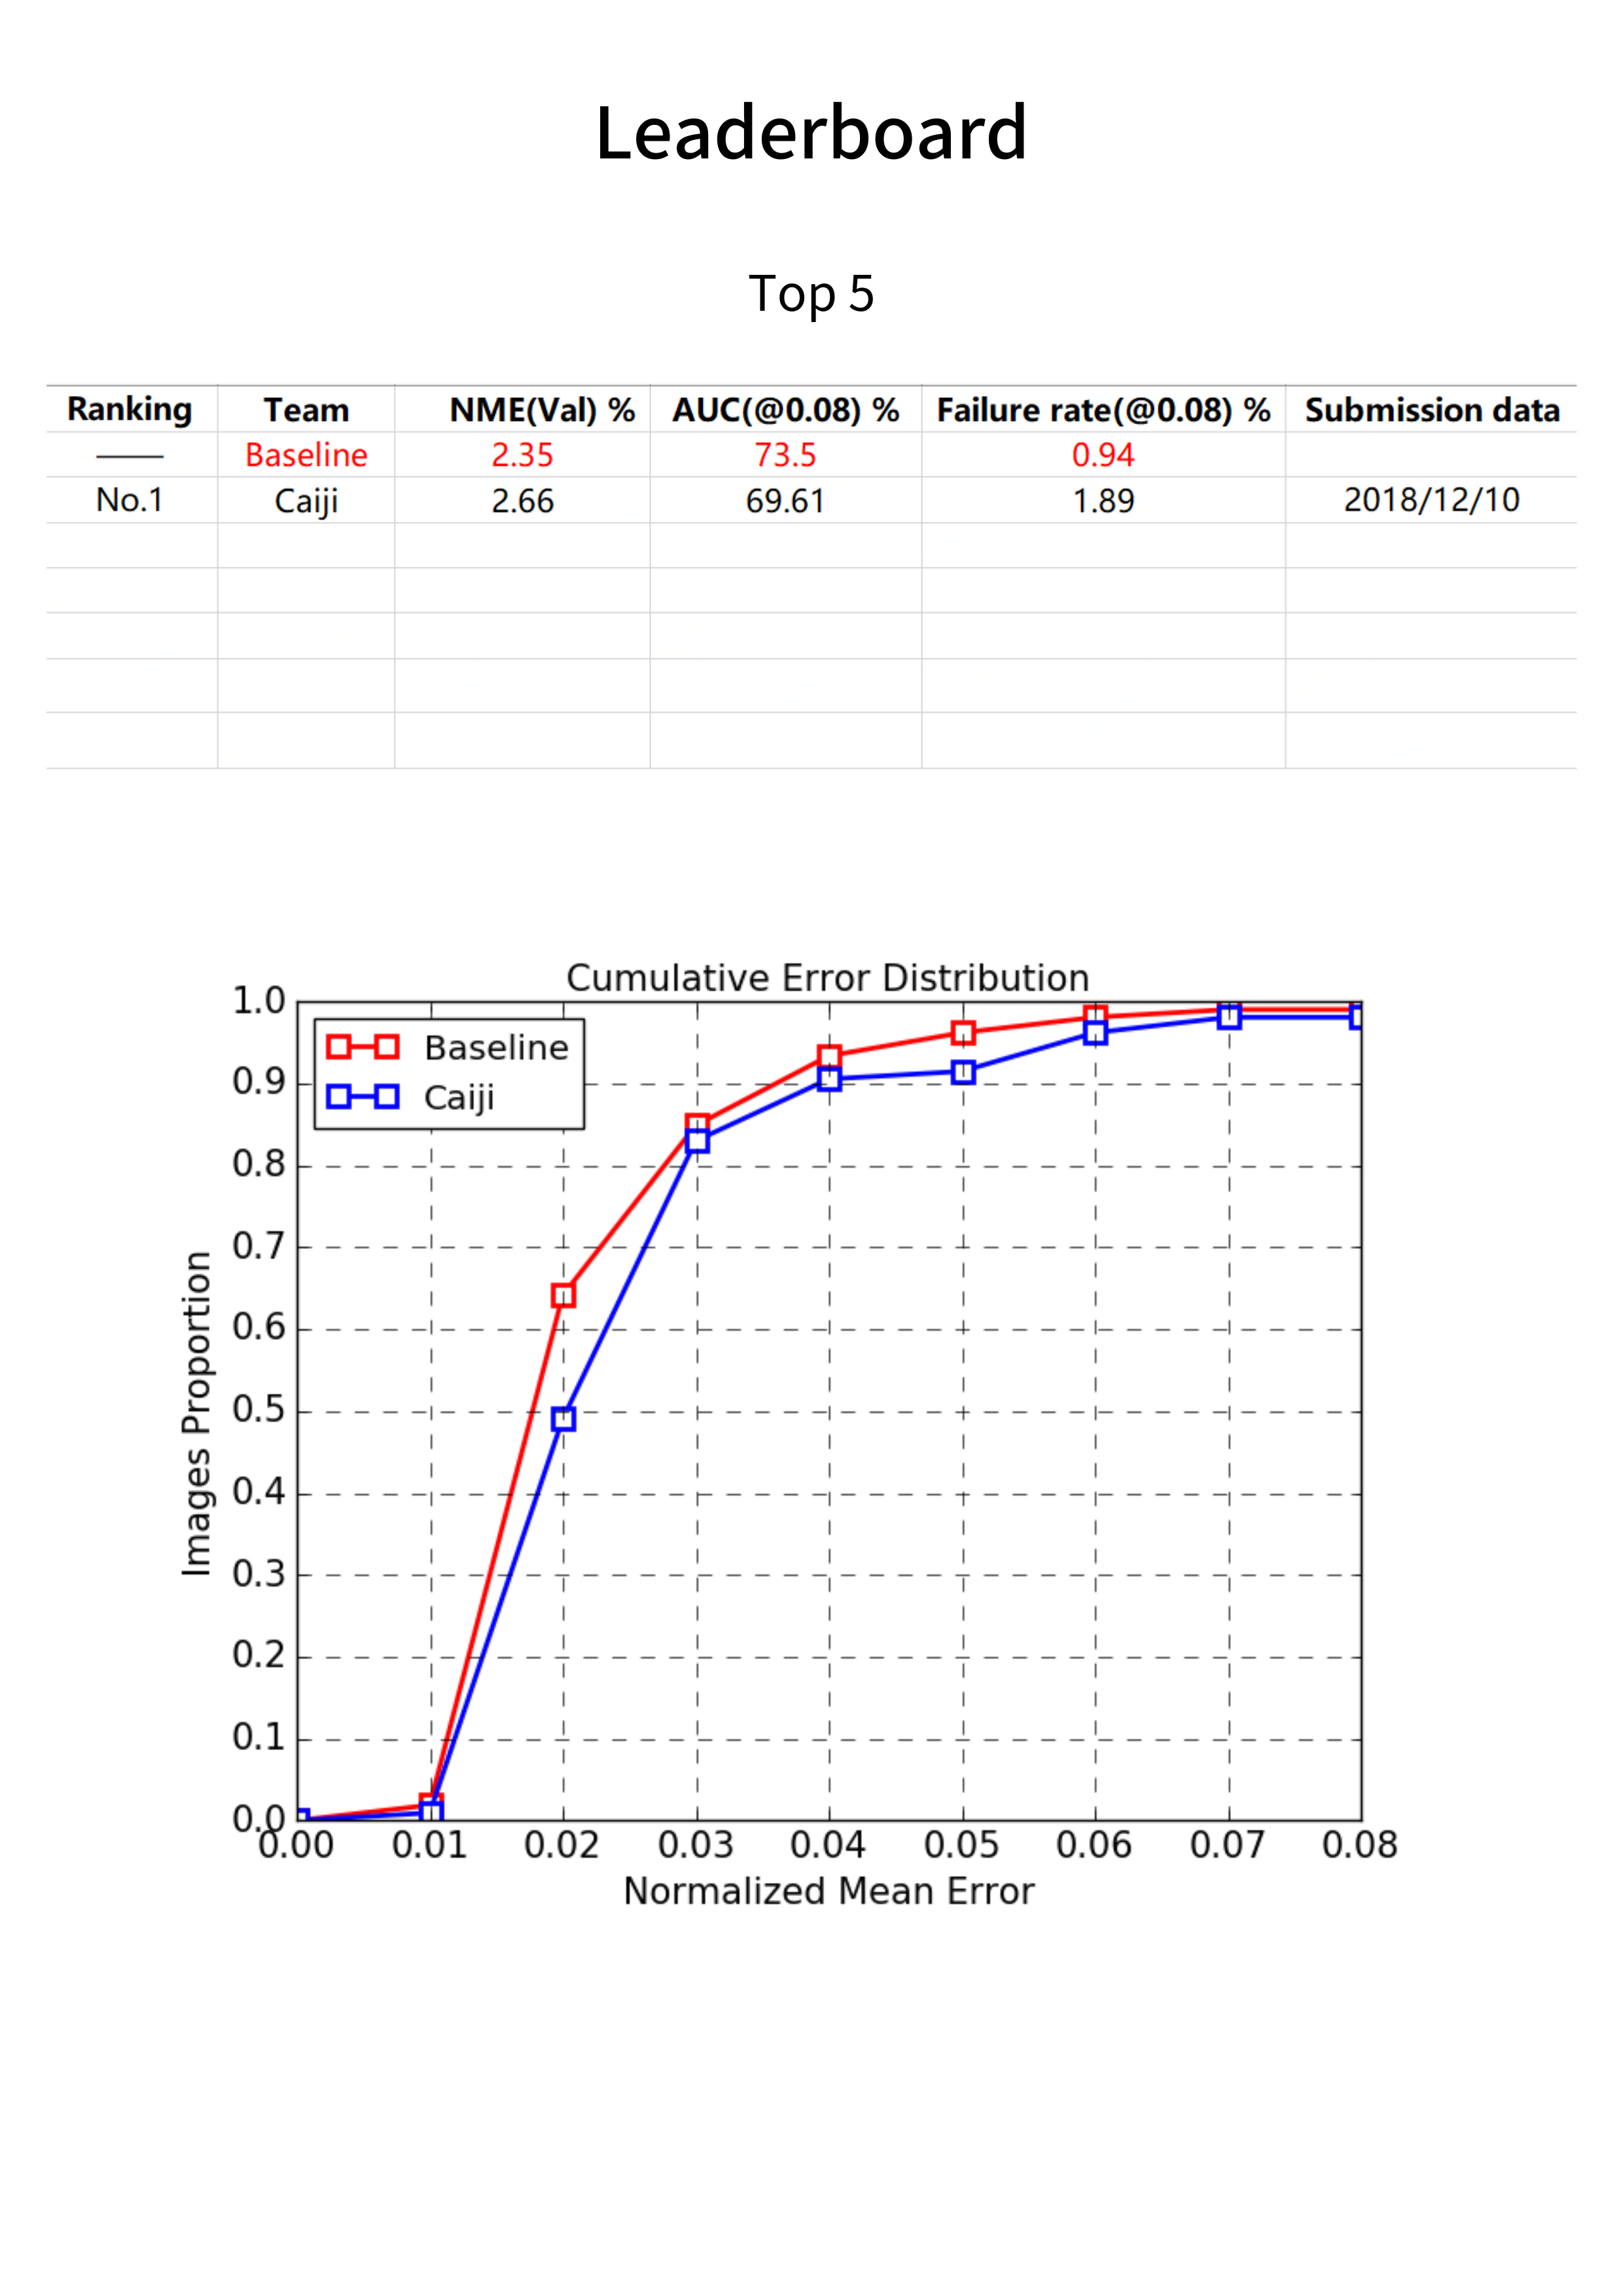 Leaderboard
Top 5
Ranking Team NME(Val) % AUC(@0.08) % Failure rate(@0.08) % Submission data
—— Baseline 2.35 73.5 0.94
No.1 Caiji 2.66 69.61 1.89 2018/12/10
Cumulative Error Distribution
Baseline
Caiji
Images Proportion
1.0
0.9
0.8
0.7
0.6
0.5
0.4
0.3
0.2
0.1
0.0
0.00 0.01 0.02 0.03 0.04 0.05 0.06 0.07 0.08
Normalized Mean Error